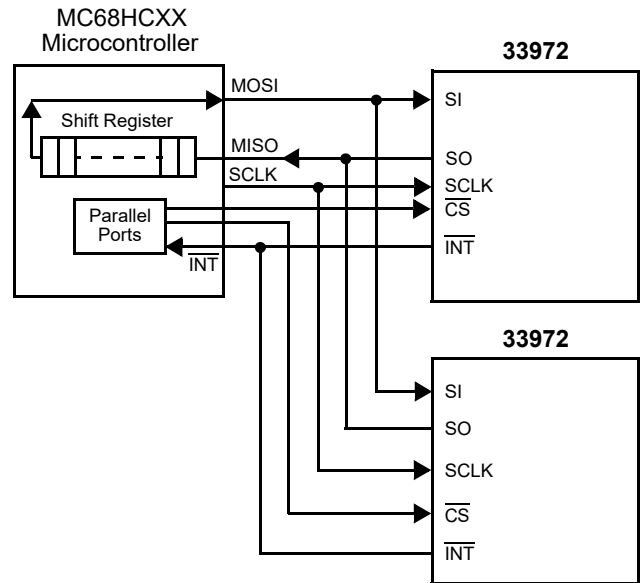 MC68HCXX
Microcontroller
33972
MOSI
SI
Shift Register
MISO
SO
SCLK
SCLK
CS
Parallel
Ports
INT
INT
33972
SI
SO
SCLK
CS
INT